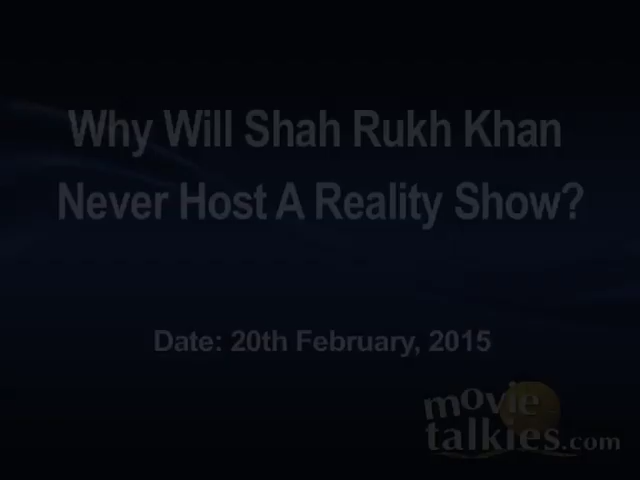 Why Will Shah Rukh Khan
Never Host A Reality Show?
Date: 20th February, 2015
movie
talkies.com